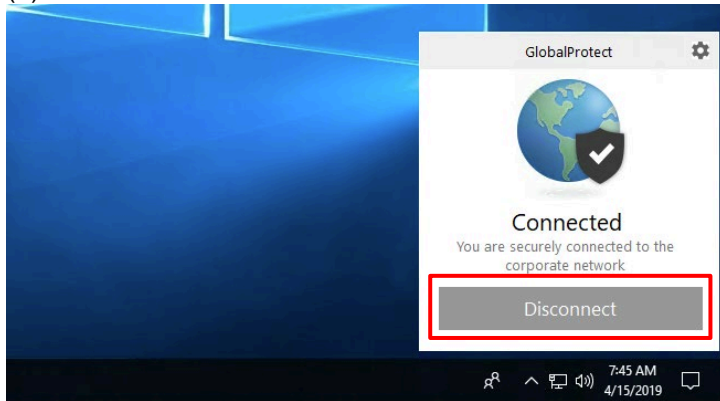 GlobalProtect
Connected
You are securely connected to the
corporate network
Disconnect
7:45 AM
4/15/2019